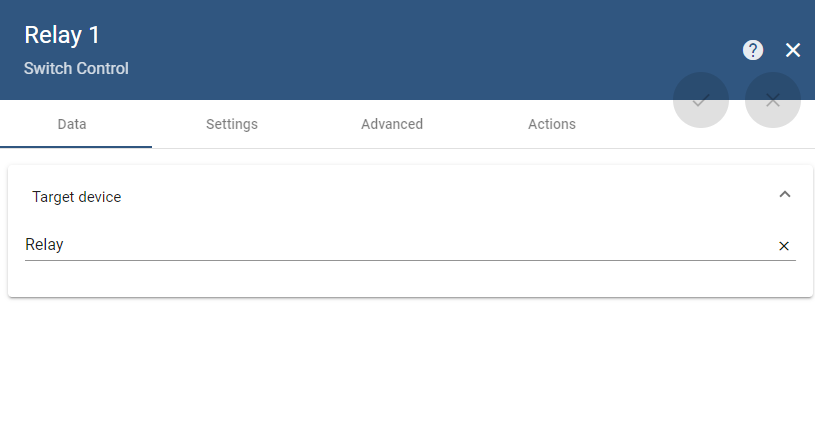 Relay 1
Switch Control
Data Settings Advanced Actions
Target device
Relay